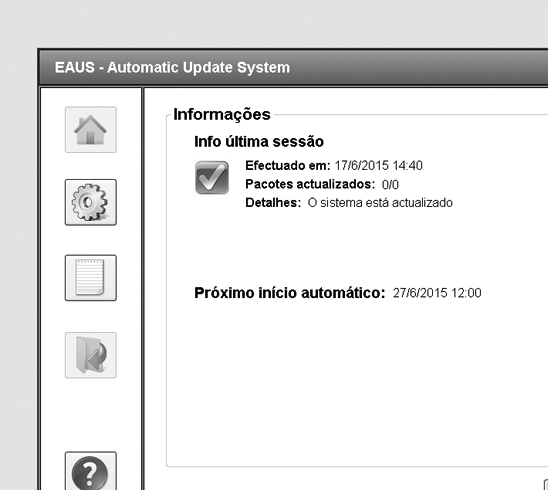 EAUS - Automatic Update System
Informações
Info última sessão
Efectuado em: 17/6/2015 14:40
Pacotes actualizados: 0/0
Detalhes: O sistema está actualizado
Próximo início automático: 27/6/2015 12:00
?